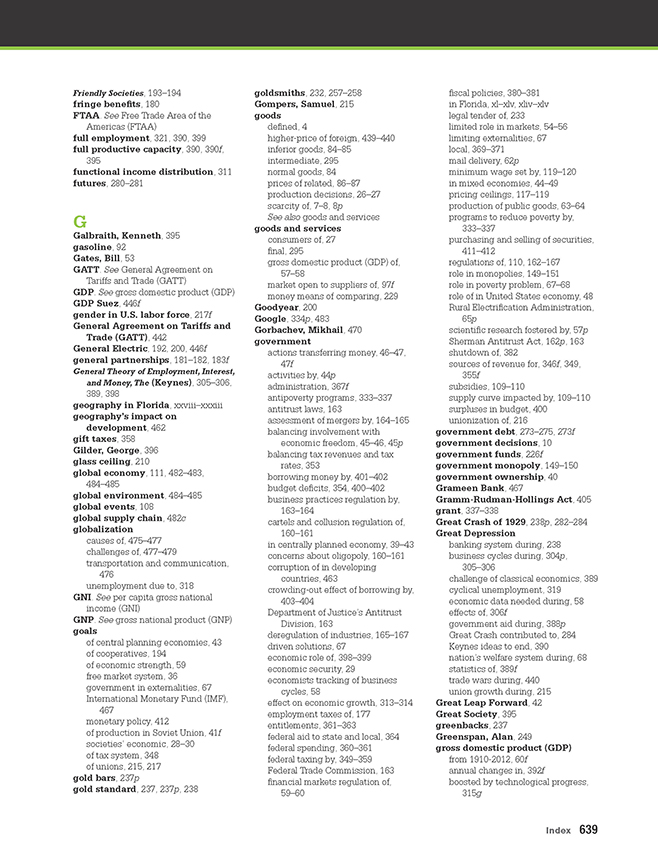 Friendly Societies, 193–194
fringe benefits, 180
FTAA. See Free Trade Area of the
Americas (FTAA)
full employment, 321, 390, 399
full productive capacity, 390, 390f,
395
functional income distribution, 311
futures, 280–281
G
Galbraith, Kenneth, 395
gasoline, 92
Gates, Bill, 53
GATT. See General Agreement on
Tariffs and Trade (GATT)
GDP. See gross domestic product (GDP)
GDP Suez, 446f
gender in U.S. labor force, 217f
General Agreement on Tariffs and
Trade (GATT), 442
General Electric, 192, 200, 446f
general partnerships, 181–182, 183f
General Theory of Employment, Interest,
and Money, The (Keynes), 305–306,
389, 398
geography in Florida, xxviii–xxxiii
geography's impact on
development, 462
gift taxes, 358
Gilder, George, 396
glass ceiling, 210
global economy, 111, 482–483,
484–485
global environment, 484–485
global events, 108
global supply chain, 482c
globalization
causes of, 475–477
challenges of, 477–479
transportation and communication,
476
unemployment due to, 318
GNI. See per capita gross national
income (GNI)
GNP. See gross national product (GNP)
goals
of central planning economies, 43
of cooperatives, 194
of economic strength, 59
free market system, 36
government in externalities, 67
International Monetary Fund (IMF),
467
monetary policy, 412
of production in Soviet Union, 41f
societies' economic, 28–30
of tax system, 348
of unions, 215, 217
gold bars, 237p
gold standard, 237, 237p, 238
goldsmiths, 232, 257–258
Gompers, Samuel, 215
goods
defined, 4
higher-price of foreign, 439–440
inferior goods, 84–85
intermediate, 295
normal goods, 84
prices of related, 86–87
production decisions, 26–27
scarcity of, 7–8, 8p
See also goods and services
goods and services
consumers of, 27
final, 295
gross domestic product (GDP) of,
57–58
market open to suppliers of, 97f
money means of comparing, 229
Goodyear, 200
Google, 334p, 483
Gorbachev, Mikhail, 470
government
actions transferring money, 46–47,
47f
activities by, 44p
administration, 367f
antipoverty programs, 333–337
antitrust laws, 163
assessment of mergers by, 164–165
balancing involvement with
economic freedom, 45–46, 45p
balancing tax revenues and tax
rates, 353
borrowing money by, 401–402
budget deficits, 354, 400–402
business practices regulation by,
163–164
cartels and collusion regulation of,
160–161
in centrally planned economy, 39–43
concerns about oligopoly, 160–161
corruption of in developing
countries, 463
crowding-out effect of borrowing by,
403–404
Department of Justice's Antitrust
Division, 163
deregulation of industries, 165–167
driven solutions, 67
economic role of, 398–399
economic security, 29
economists tracking of business
cycles, 58
effect on economic growth, 313–314
employment taxes of, 177
entitlements, 361–363
federal aid to state and local, 364
federal spending, 360–361
federal taxing by, 349–359
Federal Trade Commission, 163
financial markets regulation of,
59–60
fiscal policies, 380–381
in Florida, xl–xlv, xliv–xlv
legal tender of, 233
limited role in markets, 54–56
limiting externalities, 67
local, 369–371
mail delivery, 62p
minimum wage set by, 119–120
in mixed economies, 44–49
pricing ceilings, 117–119
production of public goods, 63–64
programs to reduce poverty by,
333–337
purchasing and selling of securities,
411–412
regulations of, 110, 162–167
role in monopolies, 149–151
role in poverty problem, 67–68
role of in United States economy, 48
Rural Electrification Administration,
65p
scientific research fostered by, 57p
Sherman Antitrust Act, 162p, 163
shutdown of, 382
sources of revenue for, 346f, 349,
355f
subsidies, 109–110
supply curve impacted by, 109–110
surpluses in budget, 400
unionization of, 216
government debt, 273–275, 273f
government decisions, 10
government funds, 226f
government monopoly, 149–150
government ownership, 40
Grameen Bank, 467
Gramm-Rudman-Hollings Act, 405
grant, 337–338
Great Crash of 1929, 238p, 282–284
Great Depression
banking system during, 238
business cycles during, 304p,
305–306
challenge of classical economics, 389
cyclical unemployment, 319
economic data needed during, 58
effects of, 306f
government aid during, 388p
Great Crash contributed to, 284
Keynes ideas to end, 390
nation's welfare system during, 68
statistics of, 389f
trade wars during, 440
union growth during, 215
Great Leap Forward, 42
Great Society, 395
greenbacks, 237
Greenspan, Alan, 249
gross domestic product (GDP)
from 1910-2012, 60f
annual changes in, 392f
boosted by technological progress,
315g
Index 639